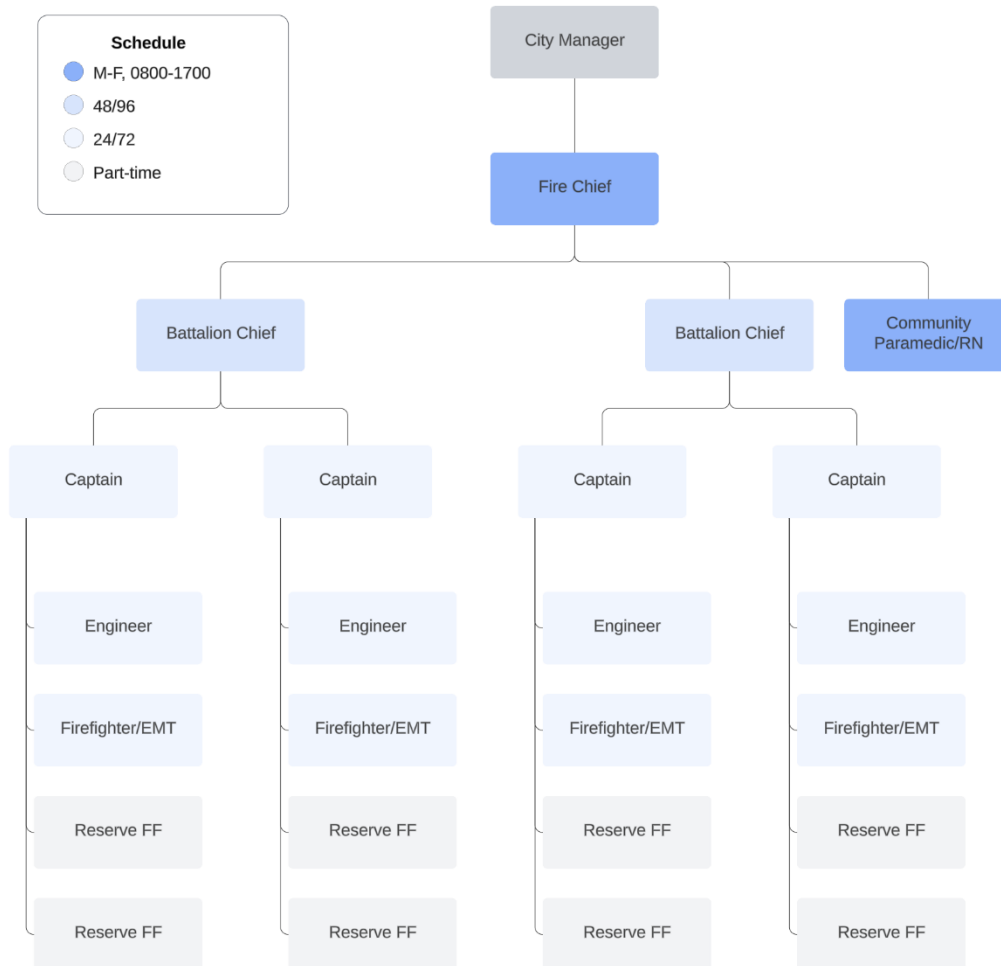 Schedule
M-F, 0800-1700
48/96
24/72
Part-time
City Manager
Fire Chief
Battalion Chief
Battalion Chief
Community
Paramedic/RN
Captain
Captain
Captain
Captain
Engineer
Engineer
Engineer
Engineer
Firefighter/EMT
Firefighter/EMT
Firefighter/EMT
Firefighter/EMT
Reserve FF
Reserve FF
Reserve FF
Reserve FF
Reserve FF
Reserve FF
Reserve FF
Reserve FF